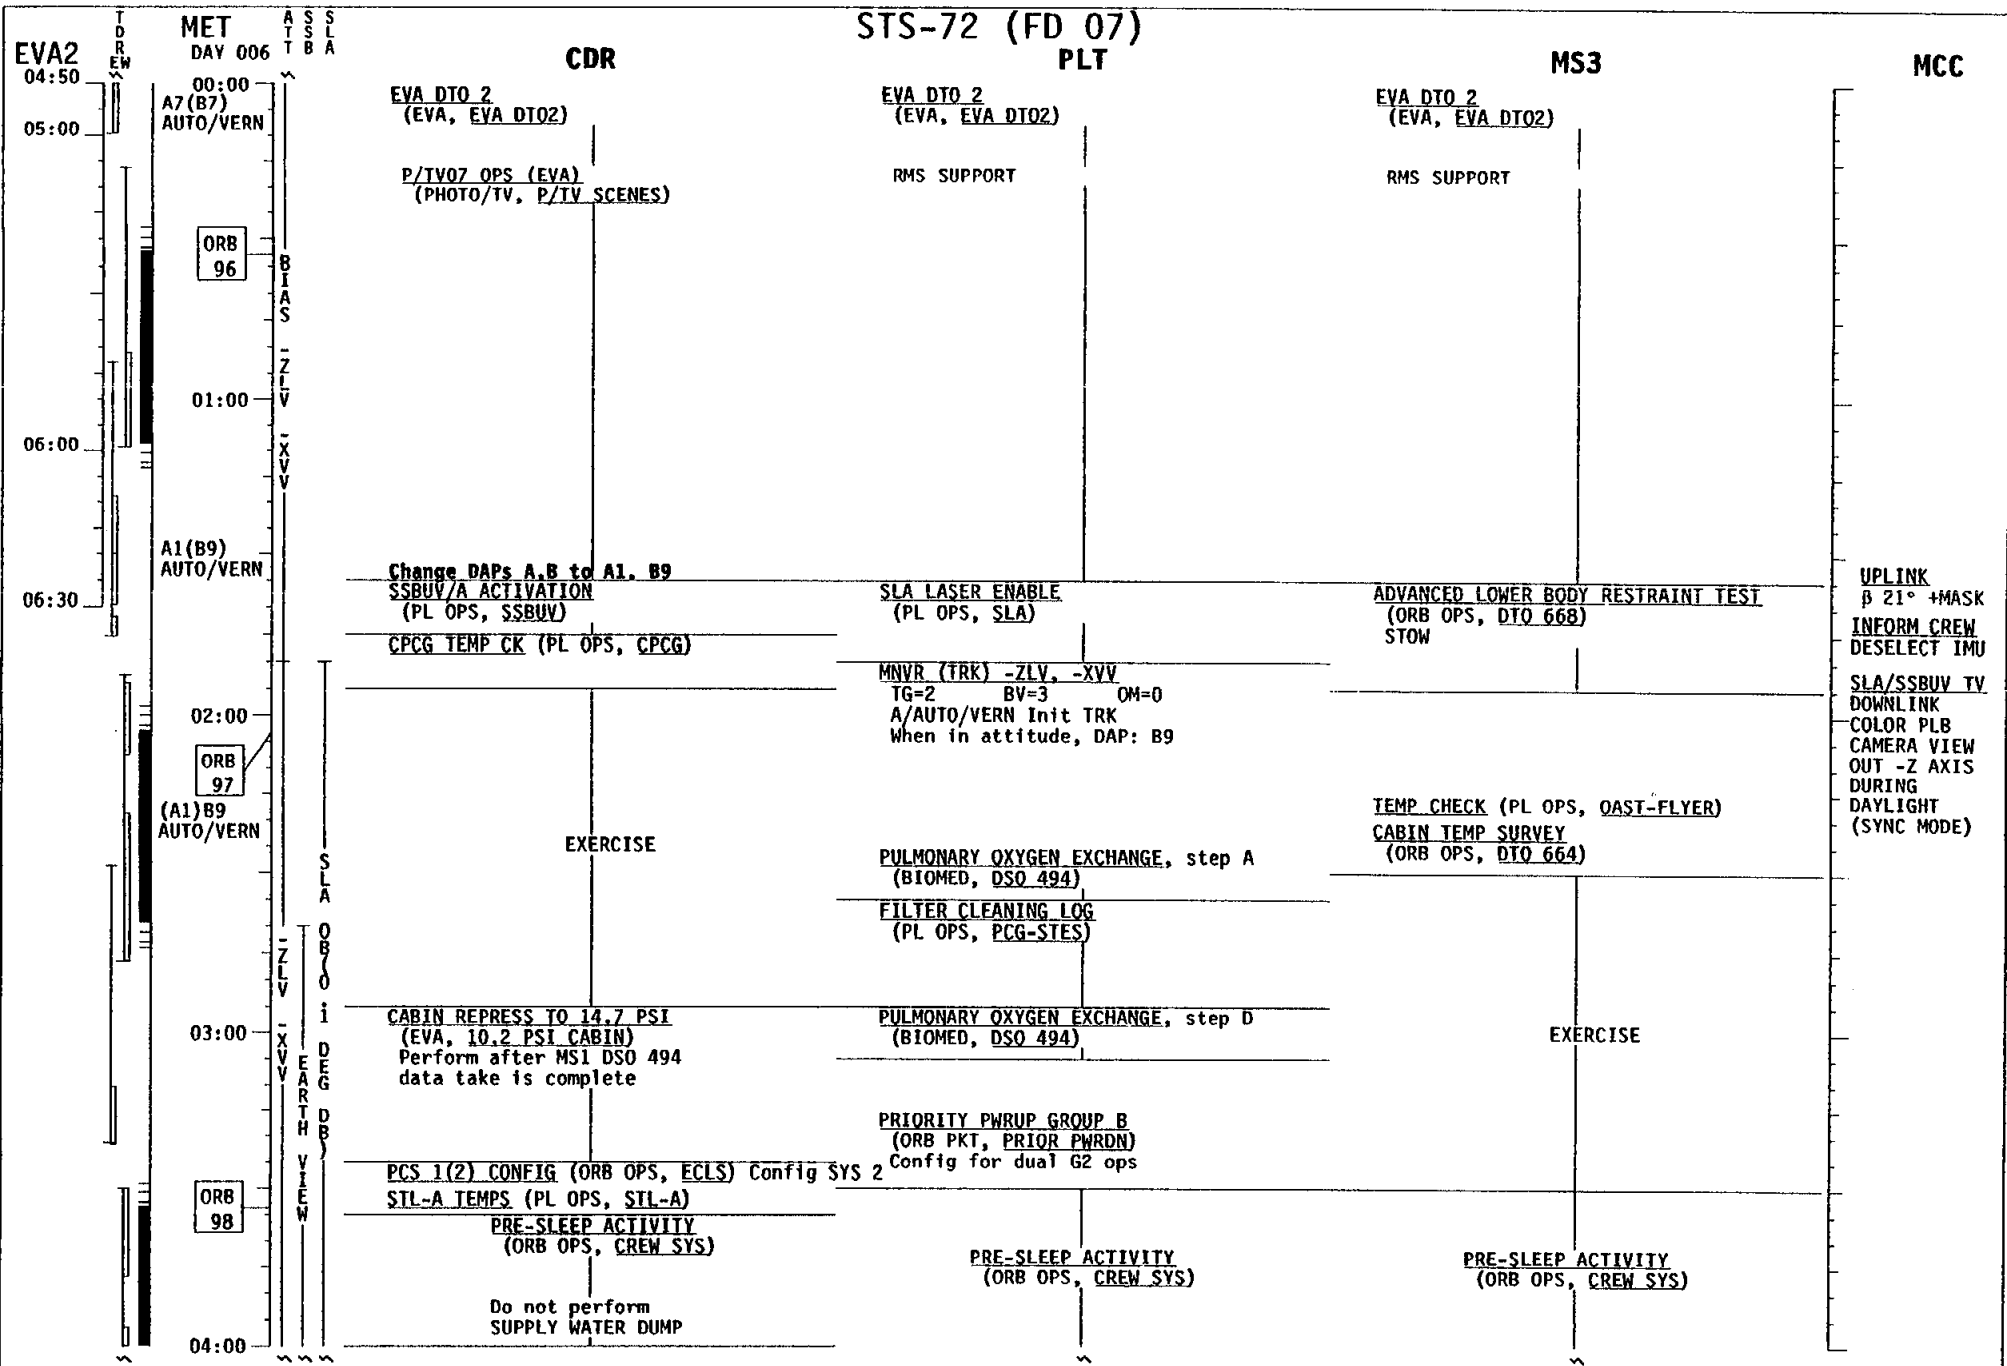 STS-72 (FD 07)
EVA2
TDRE W
MET
DAY 006
ATT
SSB
SLA
CDR
PLT
MS3
MCC
04:50
05:00
06:00
06:30
00:00
A7(B7)
AUTO/VERN
ORB
96
01:00
A1(B9)
AUTO/VERN
02:00
ORB
97
(A1)B9
AUTO/VERN
03:00
ORB
98
04:00
BIAS -ZLV -XVV
-ZLV -XVV
EARTH VIEW
SLA OB(0 i DEG DB)
EVA DTO 2
(EVA, EVA DTO2)
P/TV07 OPS (EVA)
(PHOTO/TV, P/TV SCENES)
Change DAPs A,B to A1, B9
SSBUV/A ACTIVATION
(PL OPS, SSBUV)
CPCG TEMP CK (PL OPS, CPCG)
EXERCISE
CABIN REPRESS TO 14.7 PSI
(EVA, 10.2 PSI CABIN)
Perform after MS1 DSO 494
data take is complete
PCS 1(2) CONFIG (ORB OPS, ECLS) Config SYS 2
STL-A TEMPS (PL OPS, STL-A)
PRE-SLEEP ACTIVITY
(ORB OPS, CREW SYS)
Do not perform
SUPPLY WATER DUMP
EVA DTO 2
(EVA, EVA DTO2)
RMS SUPPORT
SLA LASER ENABLE
(PL OPS, SLA)
MNVR (TRK) -ZLV, -XVV
TG=2 BV=3 OM=0
A/AUTO/VERN Init TRK
When in attitude, DAP: B9
PULMONARY OXYGEN EXCHANGE, step A
(BIOMED, DSO 494)
FILTER CLEANING LOG
(PL OPS, PCG-STES)
PULMONARY OXYGEN EXCHANGE, step D
(BIOMED, DSO 494)
PRIORITY PWRUP GROUP B
(ORB PKT, PRIOR PWRDN)
Config for dual G2 ops
PRE-SLEEP ACTIVITY
(ORB OPS, CREW SYS)
EVA DTO 2
(EVA, EVA DTO2)
RMS SUPPORT
ADVANCED LOWER BODY RESTRAINT TEST
(ORB OPS, DTO 668)
STOW
TEMP CHECK (PL OPS, OAST-FLYER)
CABIN TEMP SURVEY
(ORB OPS, DTO 664)
EXERCISE
PRE-SLEEP ACTIVITY
(ORB OPS, CREW SYS)
UPLINK
β 21° +MASK
INFORM CREW
DESELECT IMU
SLA/SSBUV TV
DOWNLINK
COLOR PLB
CAMERA VIEW
OUT -Z AXIS
DURING
DAYLIGHT
(SYNC MODE)